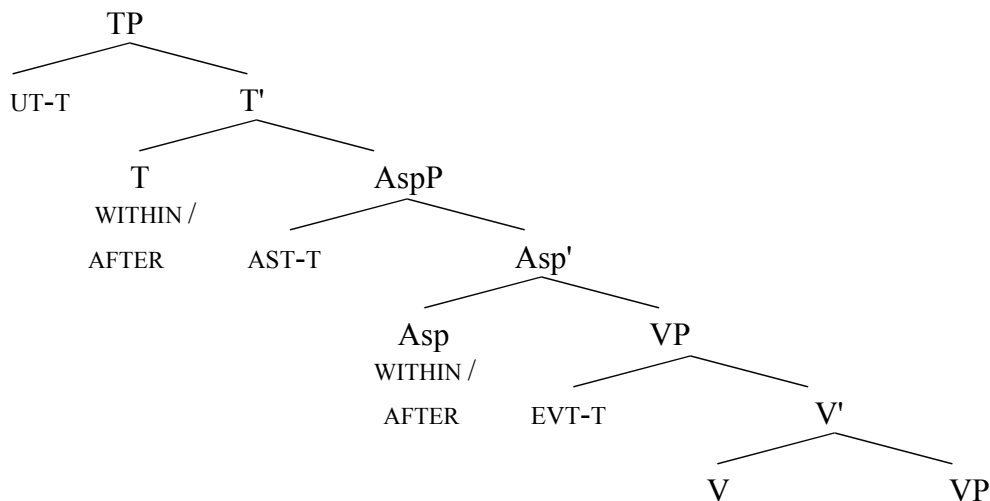 TP
UT-T T'
T AspP
WITHIN /
AFTER AST-T Asp'
Asp VP
WITHIN /
AFTER EVT-T V'
V VP